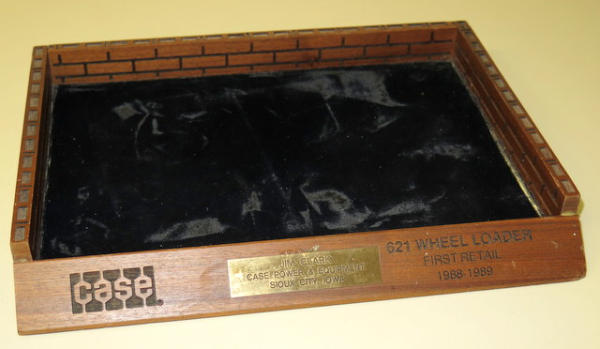 case
JIM CLARK
CASE POWER & EQUIPMENT
SIOUX CITY, IOWA
621 WHEEL LOADER
FIRST RETAIL
1988-1989